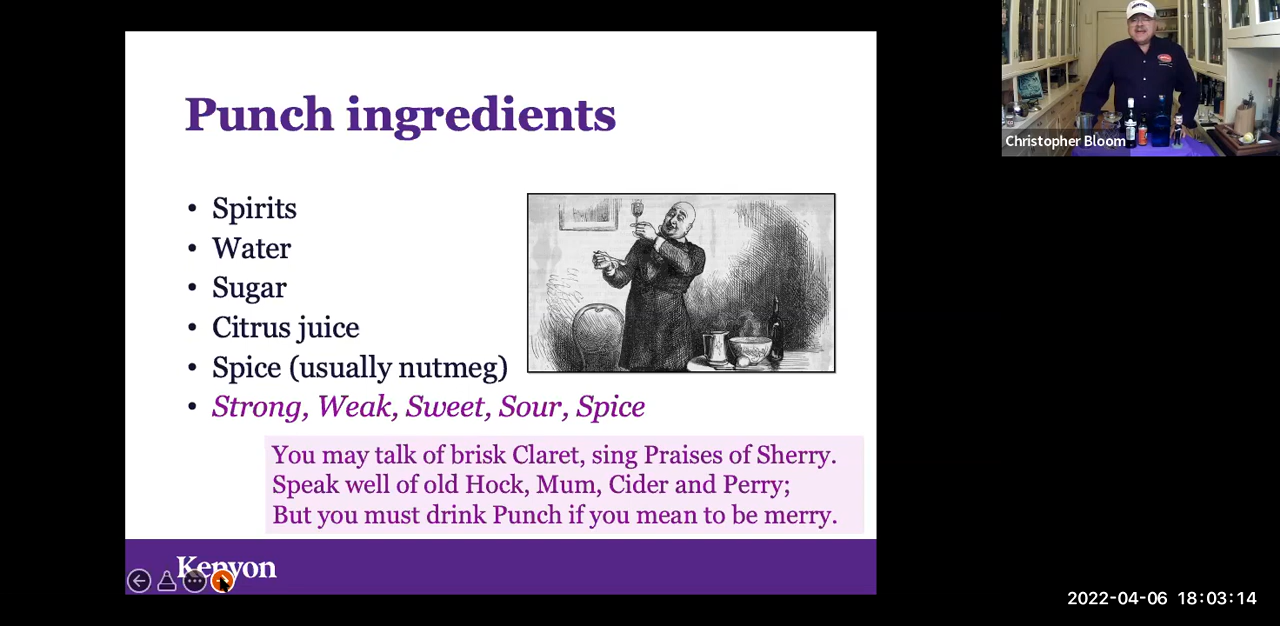 Punch ingredients
• Spirits
• Water
• Sugar
• Citrus juice
• Spice (usually nutmeg)
• Strong, Weak, Sweet, Sour, Spice
You may talk of brisk Claret, sing Praises of Sherry.
Speak well of old Hock, Mum, Cider and Perry;
But you must drink Punch if you mean to be merry.
Kenyon
Christopher Bloom
2022-04-06 18:03:14